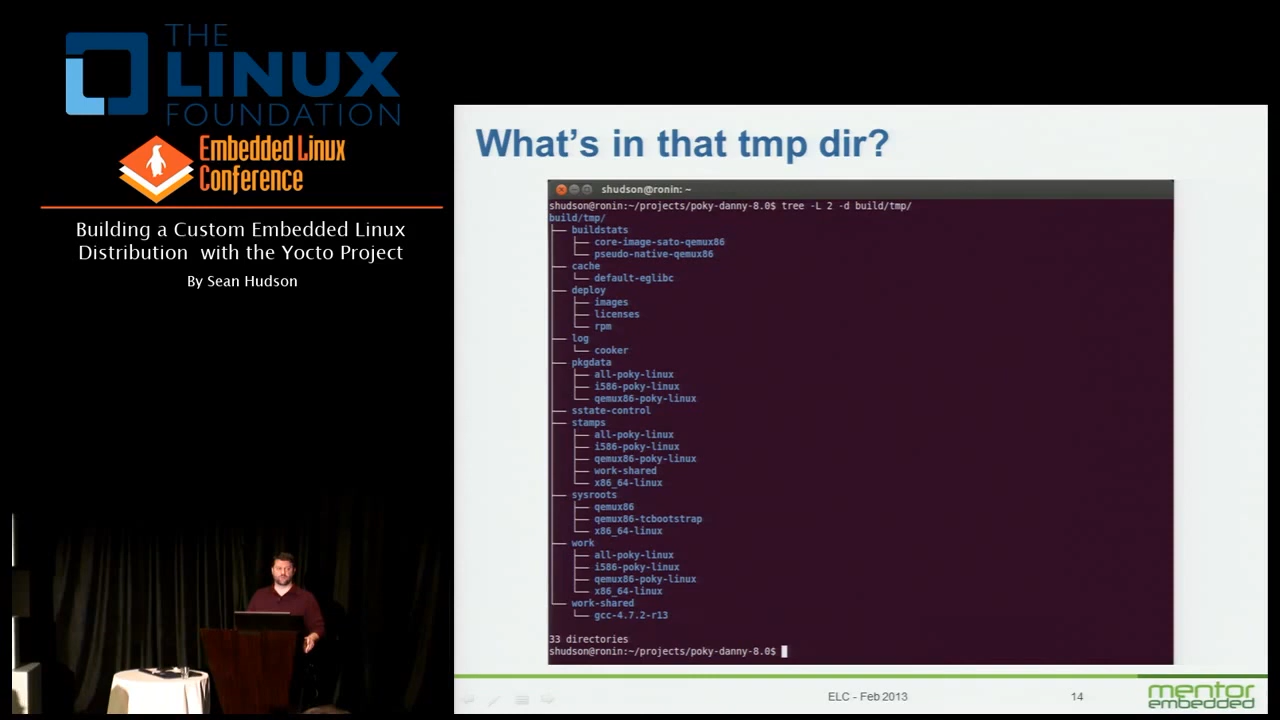 THE
LINUX
FOUNDATION
Embedded Linux
Conference
Building a Custom Embedded Linux
Distribution with the Yocto Project
By Sean Hudson
What's in that tmp dir?
shudson@ronin: ~
shudson@ronin:~/projects/poky-danny-8.0$ tree -L 2 -d build/tmp/
build/tmp/
├── buildstats
│   ├── core-image-sato-qemux86
│   └── pseudo-native-qemux86
├── cache
│   └── default-eglibc
├── deploy
│   ├── images
│   ├── licenses
│   └── rpm
├── log
│   └── cooker
├── pkgdata
│   ├── all-poky-linux
│   ├── i586-poky-linux
│   └── qemux86-poky-linux
├── sstate-control
├── stamps
│   ├── all-poky-linux
│   ├── i586-poky-linux
│   ├── qemux86-poky-linux
│   ├── work-shared
│   └── x86_64-linux
├── sysroots
│   ├── qemux86
│   ├── qemux86-tcbootstrap
│   └── x86_64-linux
├── work
│   ├── all-poky-linux
│   ├── i586-poky-linux
│   ├── qemux86-poky-linux
│   └── x86_64-linux
└── work-shared
    └── gcc-4.7.2-r13
33 directories
shudson@ronin:~/projects/poky-danny-8.0$
ELC - Feb 2013
14
mentor
embedded